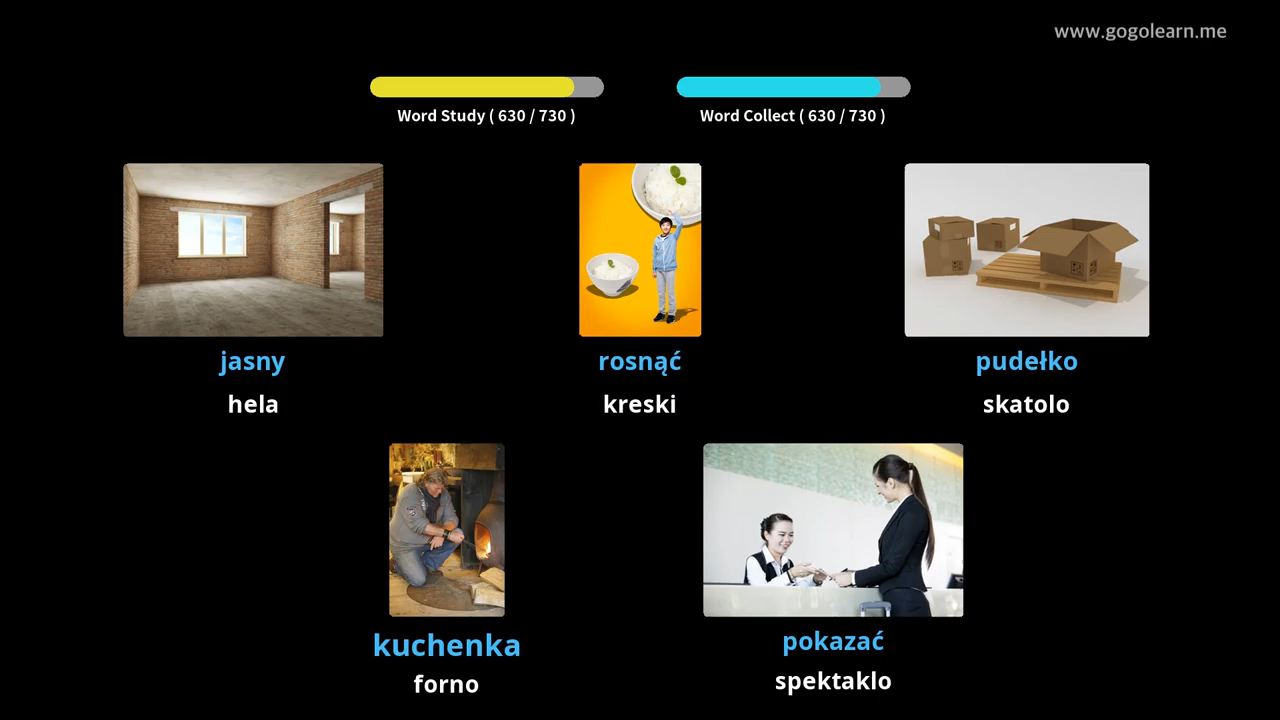 www.gogolearn.me
Word Study ( 630 / 730 )
Word Collect ( 630 / 730 )
jasny
hela
rosnąć
kreski
pudełko
skatolo
kuchenka
forno
pokazać
spektaklo